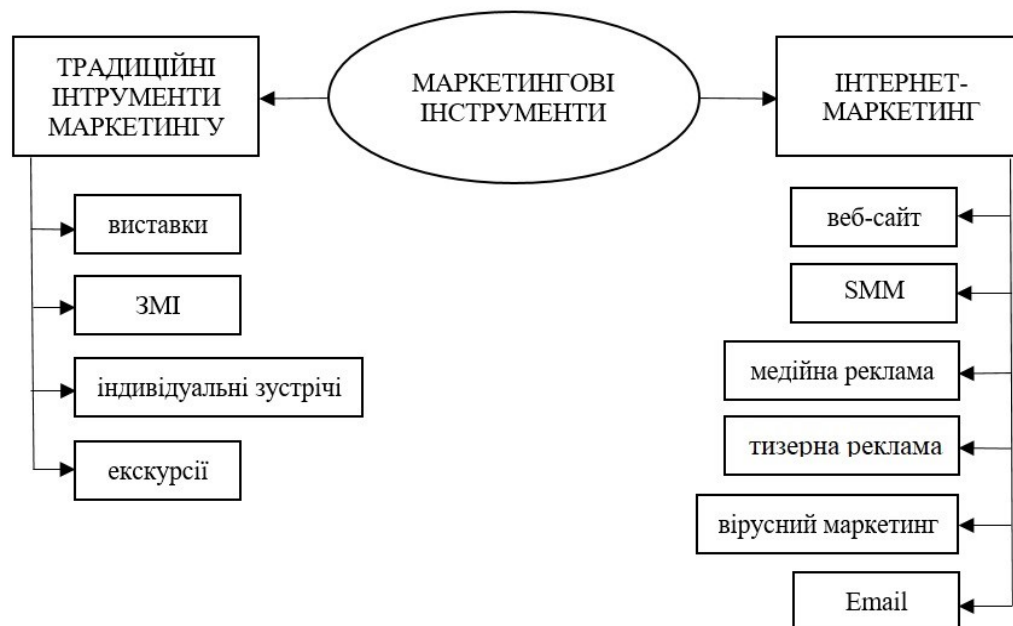 ТРАДИЦІЙНІ
ІНТРУМЕНТИ
МАРКЕТИНГУ
МАРКЕТИНГОВІ
ІНСТРУМЕНТИ
ІНТЕРНЕТ-
МАРКЕТИНГ
виставки
ЗМІ
індивідуальні зустрічі
екскурсії
веб-сайт
SMM
медійна реклама
тизерна реклама
вірусний маркетинг
Email